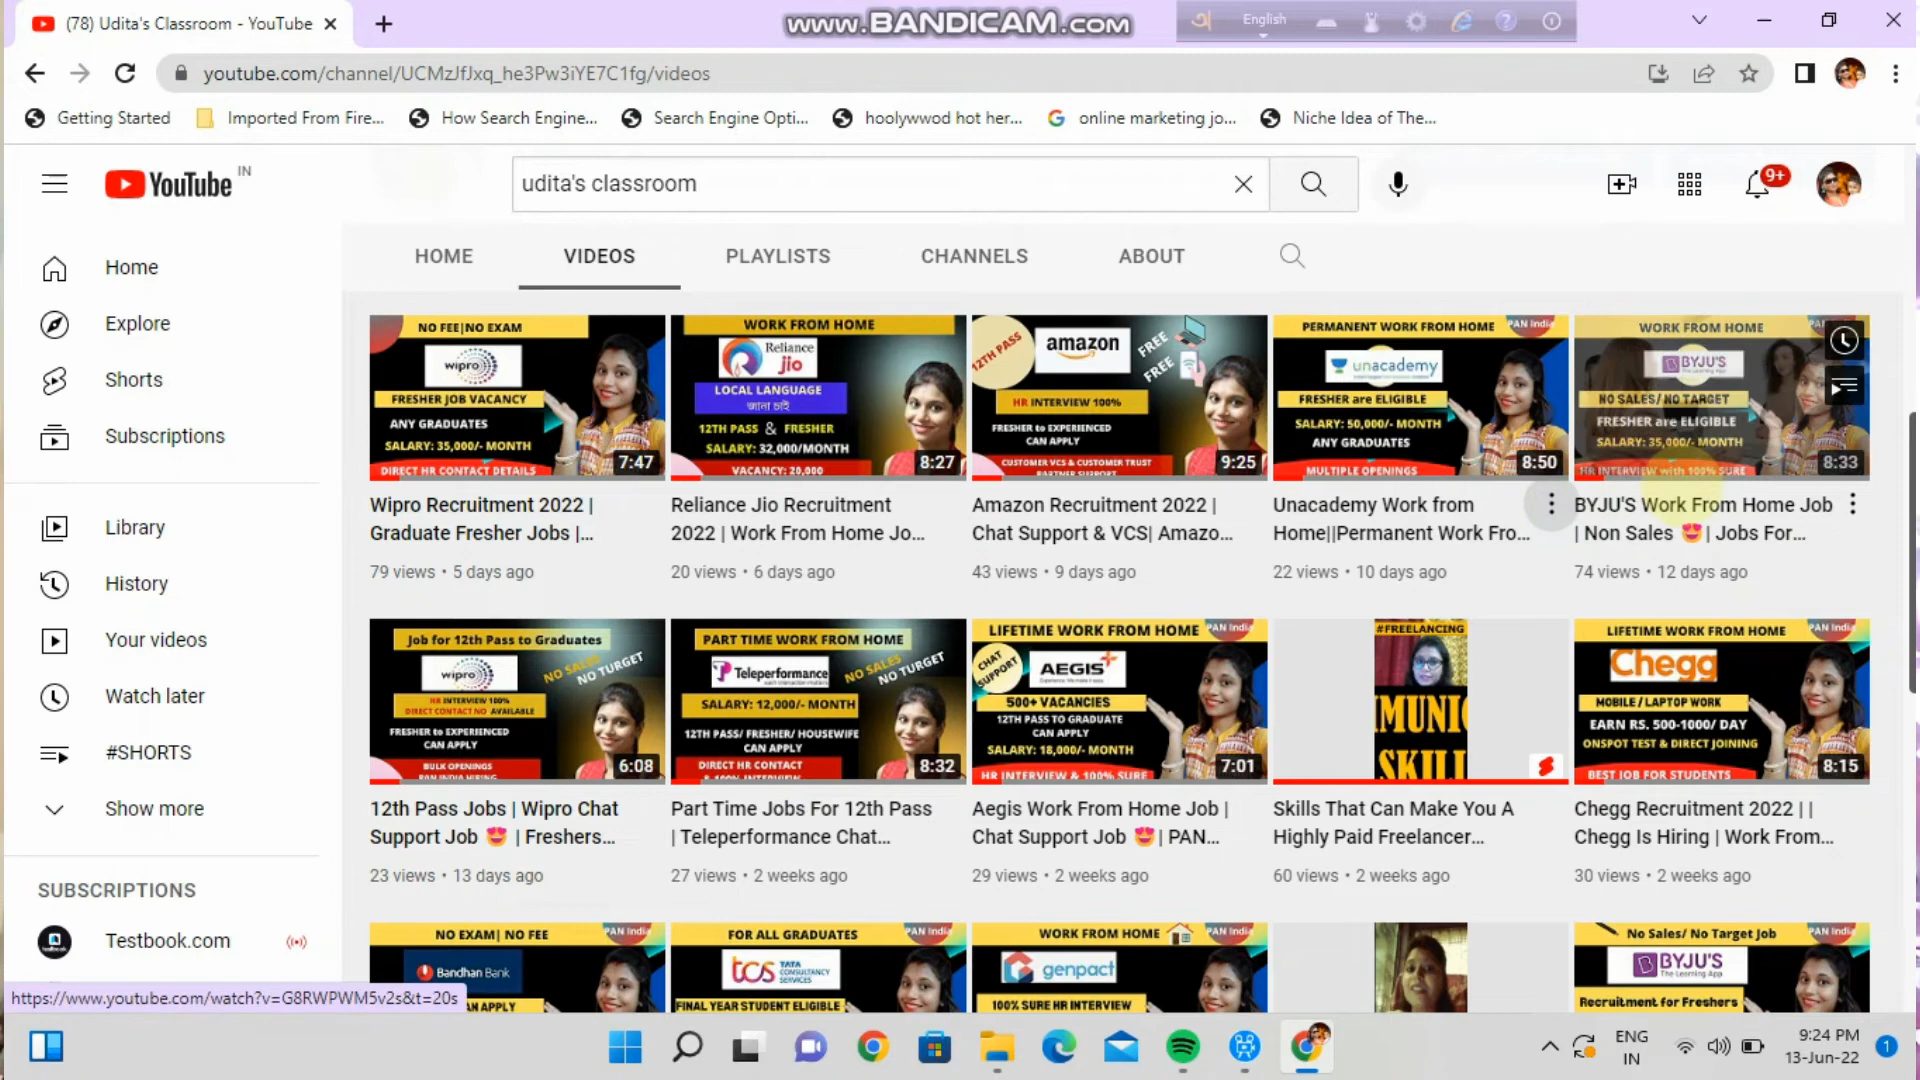 (78) Udita's Classroom - YouTube
www.BANDICAM.com
English
youtube.com/channel/UCMzJfJxq_he3Pw3iYE7C1fg/videos
Getting Started
Imported From Fire...
How Search Engine...
Search Engine Opti...
hoolywwod hot her...
online marketing jo...
Niche Idea of The...
YouTube IN
udita's classroom
9+
HOME
VIDEOS
PLAYLISTS
CHANNELS
ABOUT
Home
Explore
Shorts
Subscriptions
Library
History
Your videos
Watch later
#SHORTS
Show more
SUBSCRIPTIONS
Testbook.com
NO FEE|NO EXAM
wipro
FRESHER JOB VACANCY
ANY GRADUATES
SALARY: 35,000/- MONTH
DIRECT HR CONTACT DETAILS
7:47
Wipro Recruitment 2022 |
Graduate Fresher Jobs |...
79 views • 5 days ago
WORK FROM HOME
Reliance
jio
LOCAL LANGUAGE
জানা চাই
12TH PASS & FRESHER
SALARY: 32,000/MONTH
VACANCY: 20,000
8:27
Reliance Jio Recruitment
2022 | Work From Home Jo...
20 views • 6 days ago
12TH PASS
amazon
FREE
FREE
HR INTERVIEW 100%
FRESHER to EXPERIENCED
CAN APPLY
CUSTOMER VCS & CUSTOMER TRUST
PARTNER SUPPORT
9:25
Amazon Recruitment 2022 |
Chat Support & VCS| Amazo...
43 views • 9 days ago
PERMANENT WORK FROM HOME
PAN India
unacademy
FRESHER are ELIGIBLE
SALARY: 50,000/- MONTH
ANY GRADUATES
MULTIPLE OPENINGS
8:50
Unacademy Work from
Home||Permanent Work Fro...
22 views • 10 days ago
WORK FROM HOME
BYJU'S
The Learning App
NO SALES/ NO TARGET
FRESHER are ELIGIBLE
SALARY: 35,000/- MONTH
HR INTERVIEW with 100% SURE
8:33
BYJU'S Work From Home Job
| Non Sales 😍| Jobs For...
74 views • 12 days ago
Job for 12th Pass to Graduates
wipro
NO SALES
NO TURGET
HR INTERVIEW 100%
DIRECT CONTACT NO AVAILABLE
FRESHER to EXPERIENCED
CAN APPLY
BULK OPENINGS
PAN INDIA HIRING
6:08
12th Pass Jobs | Wipro Chat
Support Job 😍 | Freshers...
23 views • 13 days ago
PART TIME WORK FROM HOME
Teleperformance
NO SALES
NO TURGET
SALARY: 12,000/- MONTH
12TH PASS/ FRESHER/ HOUSEWIFE
CAN APPLY
DIRECT HR CONTACT
& 100% INTERVIEW
8:32
Part Time Jobs For 12th Pass
| Teleperformance Chat...
27 views • 2 weeks ago
LIFETIME WORK FROM HOME
PAN India
CHAT
SUPPORT
AEGIS
500+ VACANCIES
12TH PASS TO GRADUATE
CAN APPLY
SALARY: 18,000/- MONTH
HR INTERVIEW & 100% SURE
7:01
Aegis Work From Home Job |
Chat Support Job 😍| PAN...
29 views • 2 weeks ago
#FREELANCING
MUNIC
SKILL
Skills That Can Make You A
Highly Paid Freelancer...
60 views • 2 weeks ago
LIFETIME WORK FROM HOME
PAN India
Chegg
MOBILE / LAPTOP WORK
EARN RS. 500-1000/ DAY
ONSPOT TEST & DIRECT JOINING
BEST JOB FOR STUDENTS
8:15
Chegg Recruitment 2022 | |
Chegg Is Hiring | Work From...
30 views • 2 weeks ago
NO EXAM| NO FEE
PAN India
Bandhan Bank
AN APPLY
FOR ALL GRADUATES
PAN India
tcs TATA
CONSULTANCY
SERVICES
FINAL YEAR STUDENT ELIGIBLE
WORK FROM HOME
PAN India
genpact
100% SURE HR INTERVIEW
No Sales/ No Target Job
PAN India
BYJU'S
The Learning App
Recruitment for Freshers
https://www.youtube.com/watch?v=G8RWPWM5v2s&t=20s
ENG
IN
9:24 PM
13-Jun-22
1